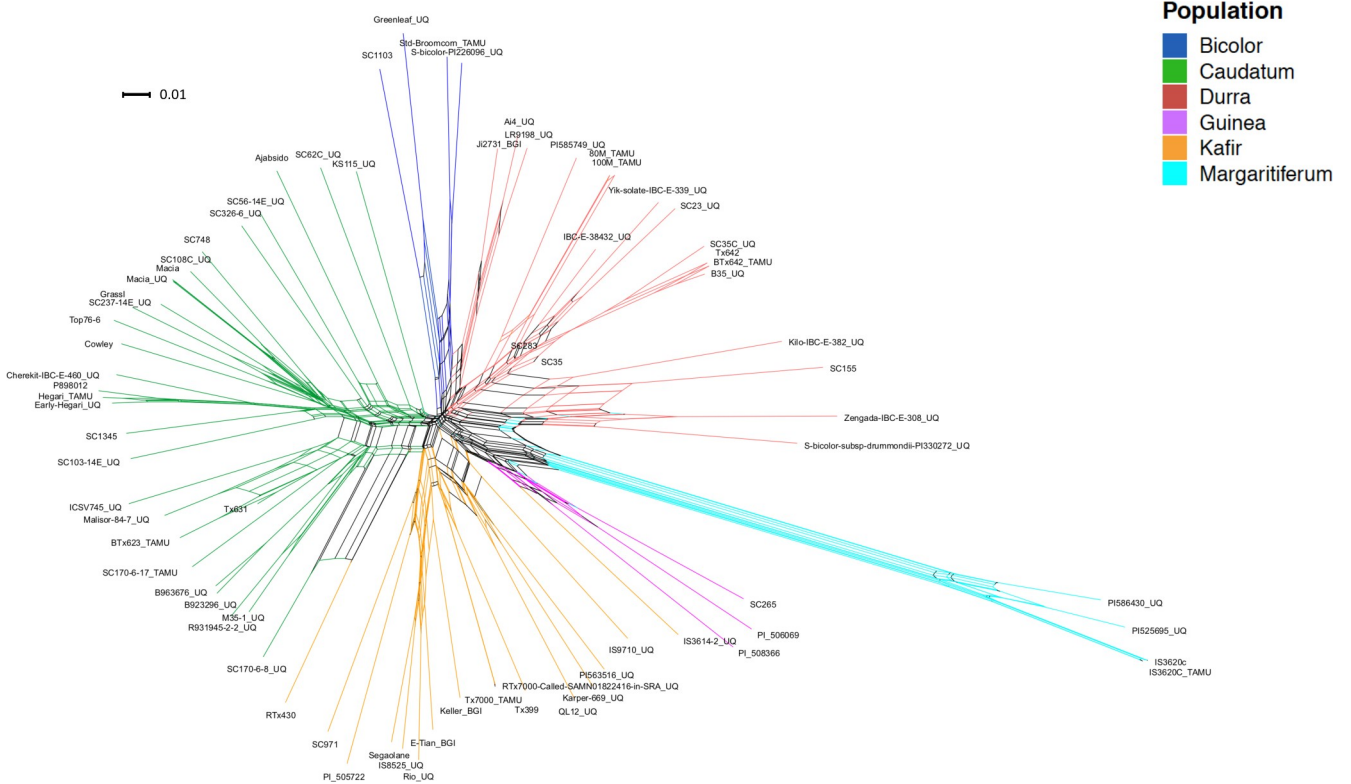 Population
Bicolor
Caudatum
Durra
Guinea
Kafir
Margaritiferum
0.01
Greenleaf_UQ
Std-Broomcorn_TAMU
S-bicolor-PI226096_UQ
SC1103
Ai4_UQ
LR9198_UQ
Ji2731_BGI
PI585749_UQ
80M_TAMU
100M_TAMU
Yik-solate-IBC-E-339_UQ
SC23_UQ
IBC-E-38432_UQ
SC35C_UQ
Tx642
BTx642_TAMU
B35_UQ
SC283
SC35
Kilo-IBC-E-382_UQ
SC155
Zengada-IBC-E-308_UQ
S-bicolor-subsp-drummondii-PI330272_UQ
Ajabsido
SC62C_UQ
KS115_UQ
SC56-14E_UQ
SC326-6_UQ
SC748
SC108C_UQ
Macia
Macia_UQ
Grassl
SC237-14E_UQ
Top76-6
Cowley
Cherekit-IBC-E-460_UQ
P898012
Hegari_TAMU
Early-Hegari_UQ
SC1345
SC103-14E_UQ
ICSV745_UQ
Malisor-84-7_UQ
Tx631
BTx623_TAMU
SC170-6-17_TAMU
B963676_UQ
B923296_UQ
M35-1_UQ
R931945-2-2_UQ
SC170-6-8_UQ
RTx430
SC971
PI_505722
Segaolane
IS8525_UQ
Rio_UQ
E-Tian_BGI
Keller_BGI
Tx7000_TAMU
RTx7000-Called-SAMN01822416-in-SRA_UQ
Tx399
Karper-669_UQ
QL12_UQ
PI563516_UQ
IS9710_UQ
IS3614-2_UQ
SC265
PI_506069
PI_508366
PI586430_UQ
PI525695_UQ
IS3620c
IS3620C_TAMU